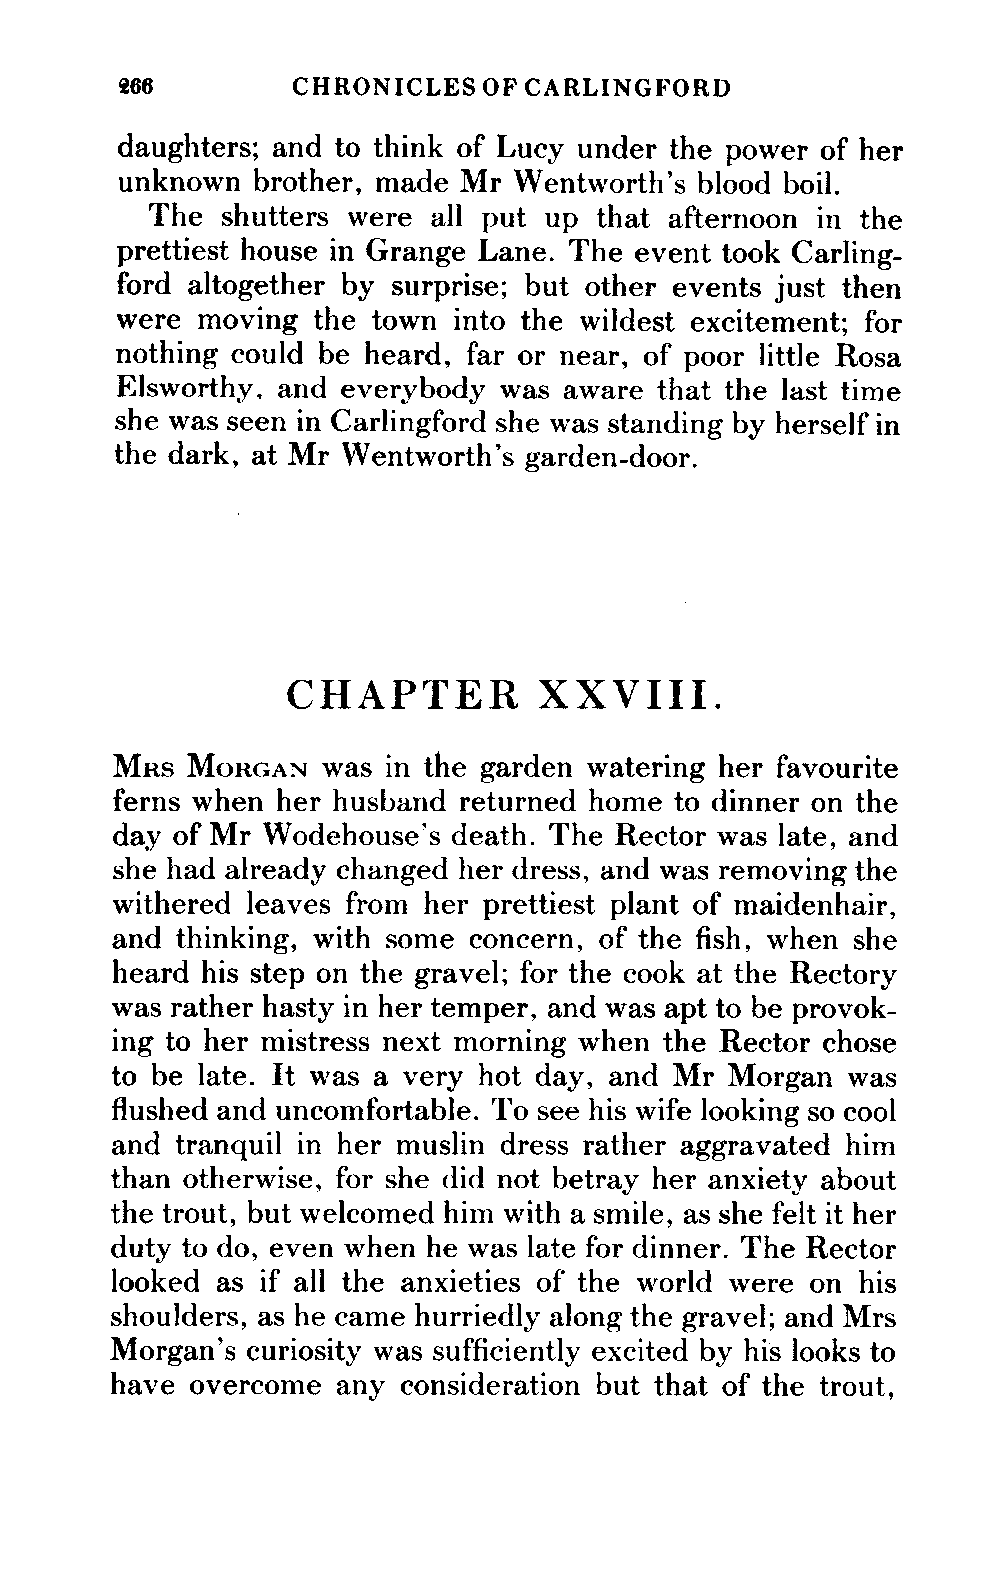 266 CHRONICLES OF CARLINGFORD
daughters; and to think of Lucy under the power of her
unknown brother, made Mr Wentworth's blood boil.
The shutters were all put up that afternoon in the
prettiest house in Grange Lane. The event took Carling-
ford altogether by surprise; but other events just then
were moving the town into the wildest excitement; for
nothing could be heard, far or near, of poor little Rosa
Elsworthy, and everybody was aware that the last time
she was seen in Carlingford she was standing by herself in
the dark, at Mr Wentworth's garden-door.
CHAPTER XXVIII.
MRS MORGAN was in the garden watering her favourite
ferns when her husband returned home to dinner on the
day of Mr Wodehouse's death. The Rector was late, and
she had already changed her dress, and was removing the
withered leaves from her prettiest plant of maidenhair,
and thinking, with some concern, of the fish, when she
heard his step on the gravel; for the cook at the Rectory
was rather hasty in her temper, and was apt to be provok-
ing to her mistress next morning when the Rector chose
to be late. It was a very hot day, and Mr Morgan was
flushed and uncomfortable. To see his wife looking so cool
and tranquil in her muslin dress rather aggravated him
than otherwise, for she did not betray her anxiety about
the trout, but welcomed him with a smile, as she felt it her
duty to do, even when he was late for dinner. The Rector
looked as if all the anxieties of the world were on his
shoulders, as he came hurriedly along the gravel; and Mrs
Morgan's curiosity was sufficiently excited by his looks to
have overcome any consideration but that of the trout,